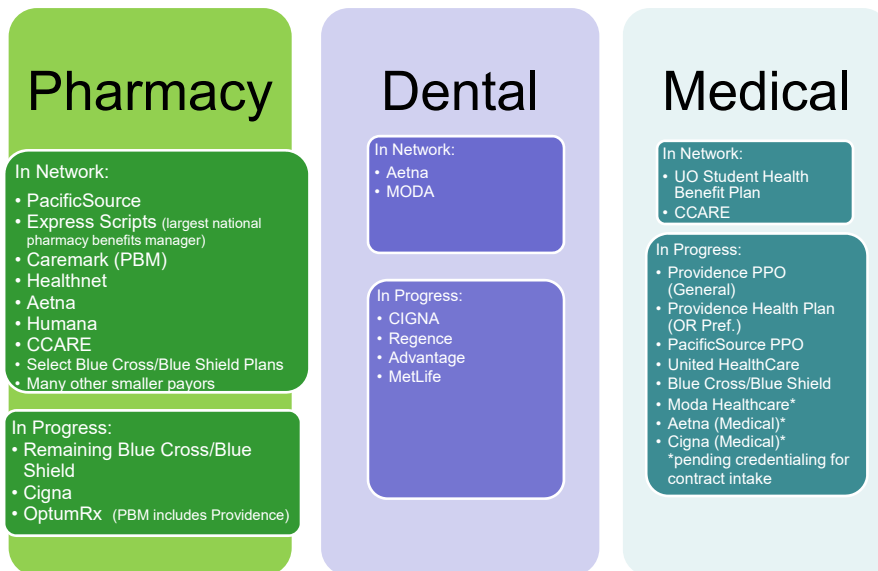 Pharmacy
In Network:
• PacificSource
• Express Scripts (largest national
pharmacy benefits manager)
• Caremark (PBM)
• Healthnet
• Aetna
• Humana
• CCARE
• Select Blue Cross/Blue Shield Plans
• Many other smaller payors
In Progress:
• Remaining Blue Cross/Blue
Shield
• Cigna
• OptumRx (PBM includes Providence)
Dental
In Network:
• Aetna
• MODA
In Progress:
• CIGNA
• Regence
• Advantage
• MetLife
Medical
In Network:
• UO Student Health
Benefit Plan
• CCARE
In Progress:
• Providence PPO
(General)
• Providence Health Plan
(OR Pref.)
• PacificSource PPO
• United HealthCare
• Blue Cross/Blue Shield
• Moda Healthcare*
• Aetna (Medical)*
• Cigna (Medical)*
*pending credentialing for
contract intake